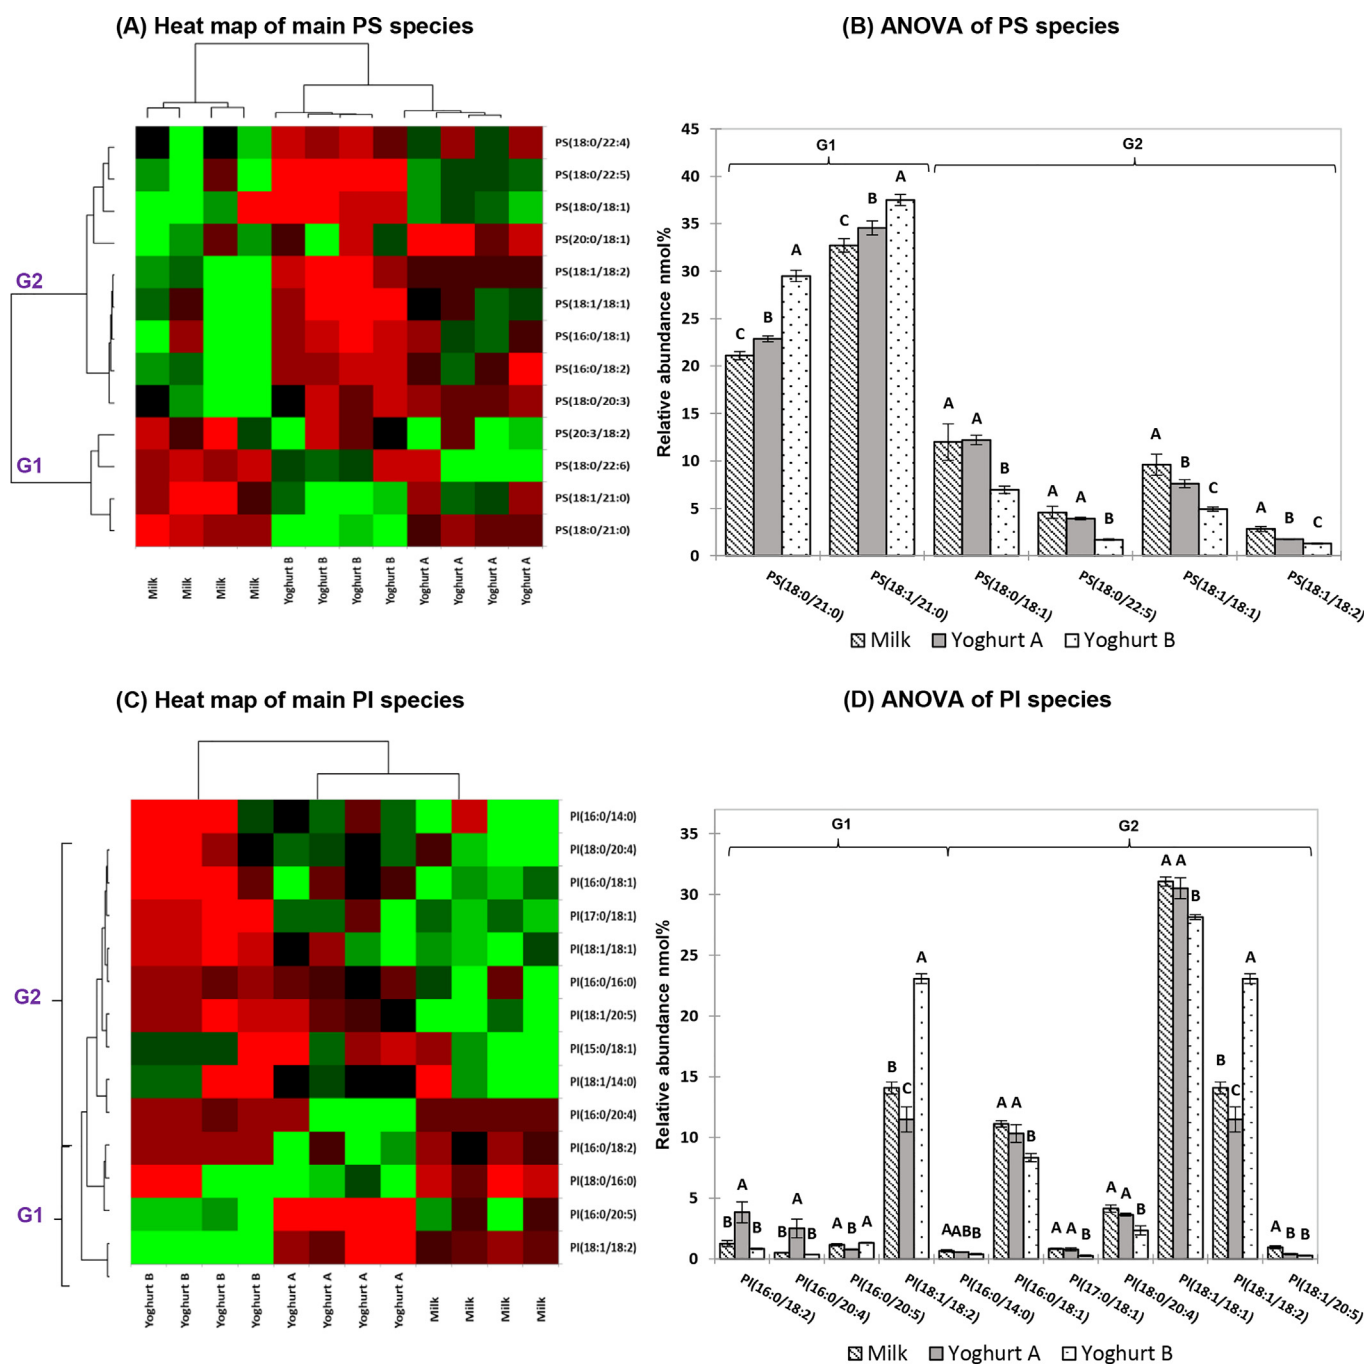 (A) Heat map of main PS species
G2
G1
PS(18:0/22:4)
PS(18:0/22:5)
PS(18:0/18:1)
PS(20:0/18:1)
PS(18:1/18:2)
PS(18:1/18:1)
PS(16:0/18:1)
PS(16:0/18:2)
PS(18:0/20:3)
PS(20:3/18:2)
PS(18:0/22:6)
PS(18:1/21:0)
PS(18:0/21:0)
Milk
Milk
Milk
Milk
Yoghurt B
Yoghurt B
Yoghurt B
Yoghurt B
Yoghurt A
Yoghurt A
Yoghurt A
Yoghurt A
(B) ANOVA of PS species
Relative abundance nmol%
45
40
35
30
25
20
15
10
5
0
G1
G2
C B A
C B A
A A B
A A B
A B C
A B C
PS(18:0/21:0)
PS(18:1/21:0)
PS(18:0/18:1)
PS(18:0/22:5)
PS(18:1/18:1)
PS(18:1/18:2)
Milk Yoghurt A Yoghurt B
(C) Heat map of main PI species
G2
G1
PI(16:0/14:0)
PI(18:0/20:4)
PI(16:0/18:1)
PI(17:0/18:1)
PI(18:1/18:1)
PI(16:0/16:0)
PI(18:1/20:5)
PI(15:0/18:1)
PI(18:1/14:0)
PI(16:0/20:4)
PI(16:0/18:2)
PI(18:0/16:0)
PI(16:0/20:5)
PI(18:1/18:2)
Yoghurt B
Yoghurt B
Yoghurt B
Yoghurt B
Yoghurt A
Yoghurt A
Yoghurt A
Yoghurt A
Milk
Milk
Milk
Milk
(D) ANOVA of PI species
Relative abundance nmol%
35
30
25
20
15
10
5
0
G1
G2
B A B
B A B
A B A
B C A
A AB B
A A B
A A B
A A B
A A B
B C A
A B B
PI(16:0/18:2)
PI(16:0/20:4)
PI(16:0/20:5)
PI(18:1/18:2)
PI(16:0/14:0)
PI(16:0/18:1)
PI(17:0/18:1)
PI(18:0/20:4)
PI(18:1/18:1)
PI(18:1/18:2)
PI(18:1/20:5)
Milk Yoghurt A Yoghurt B